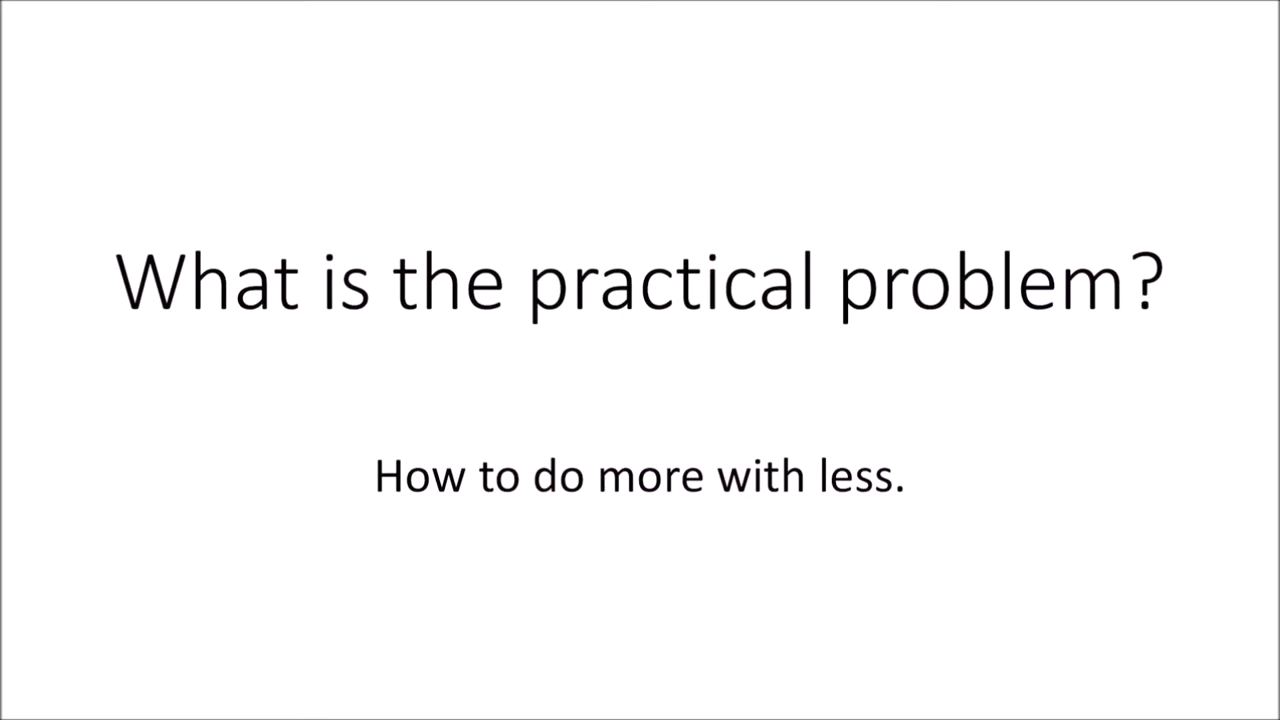 What is the practical problem?
How to do more with less.